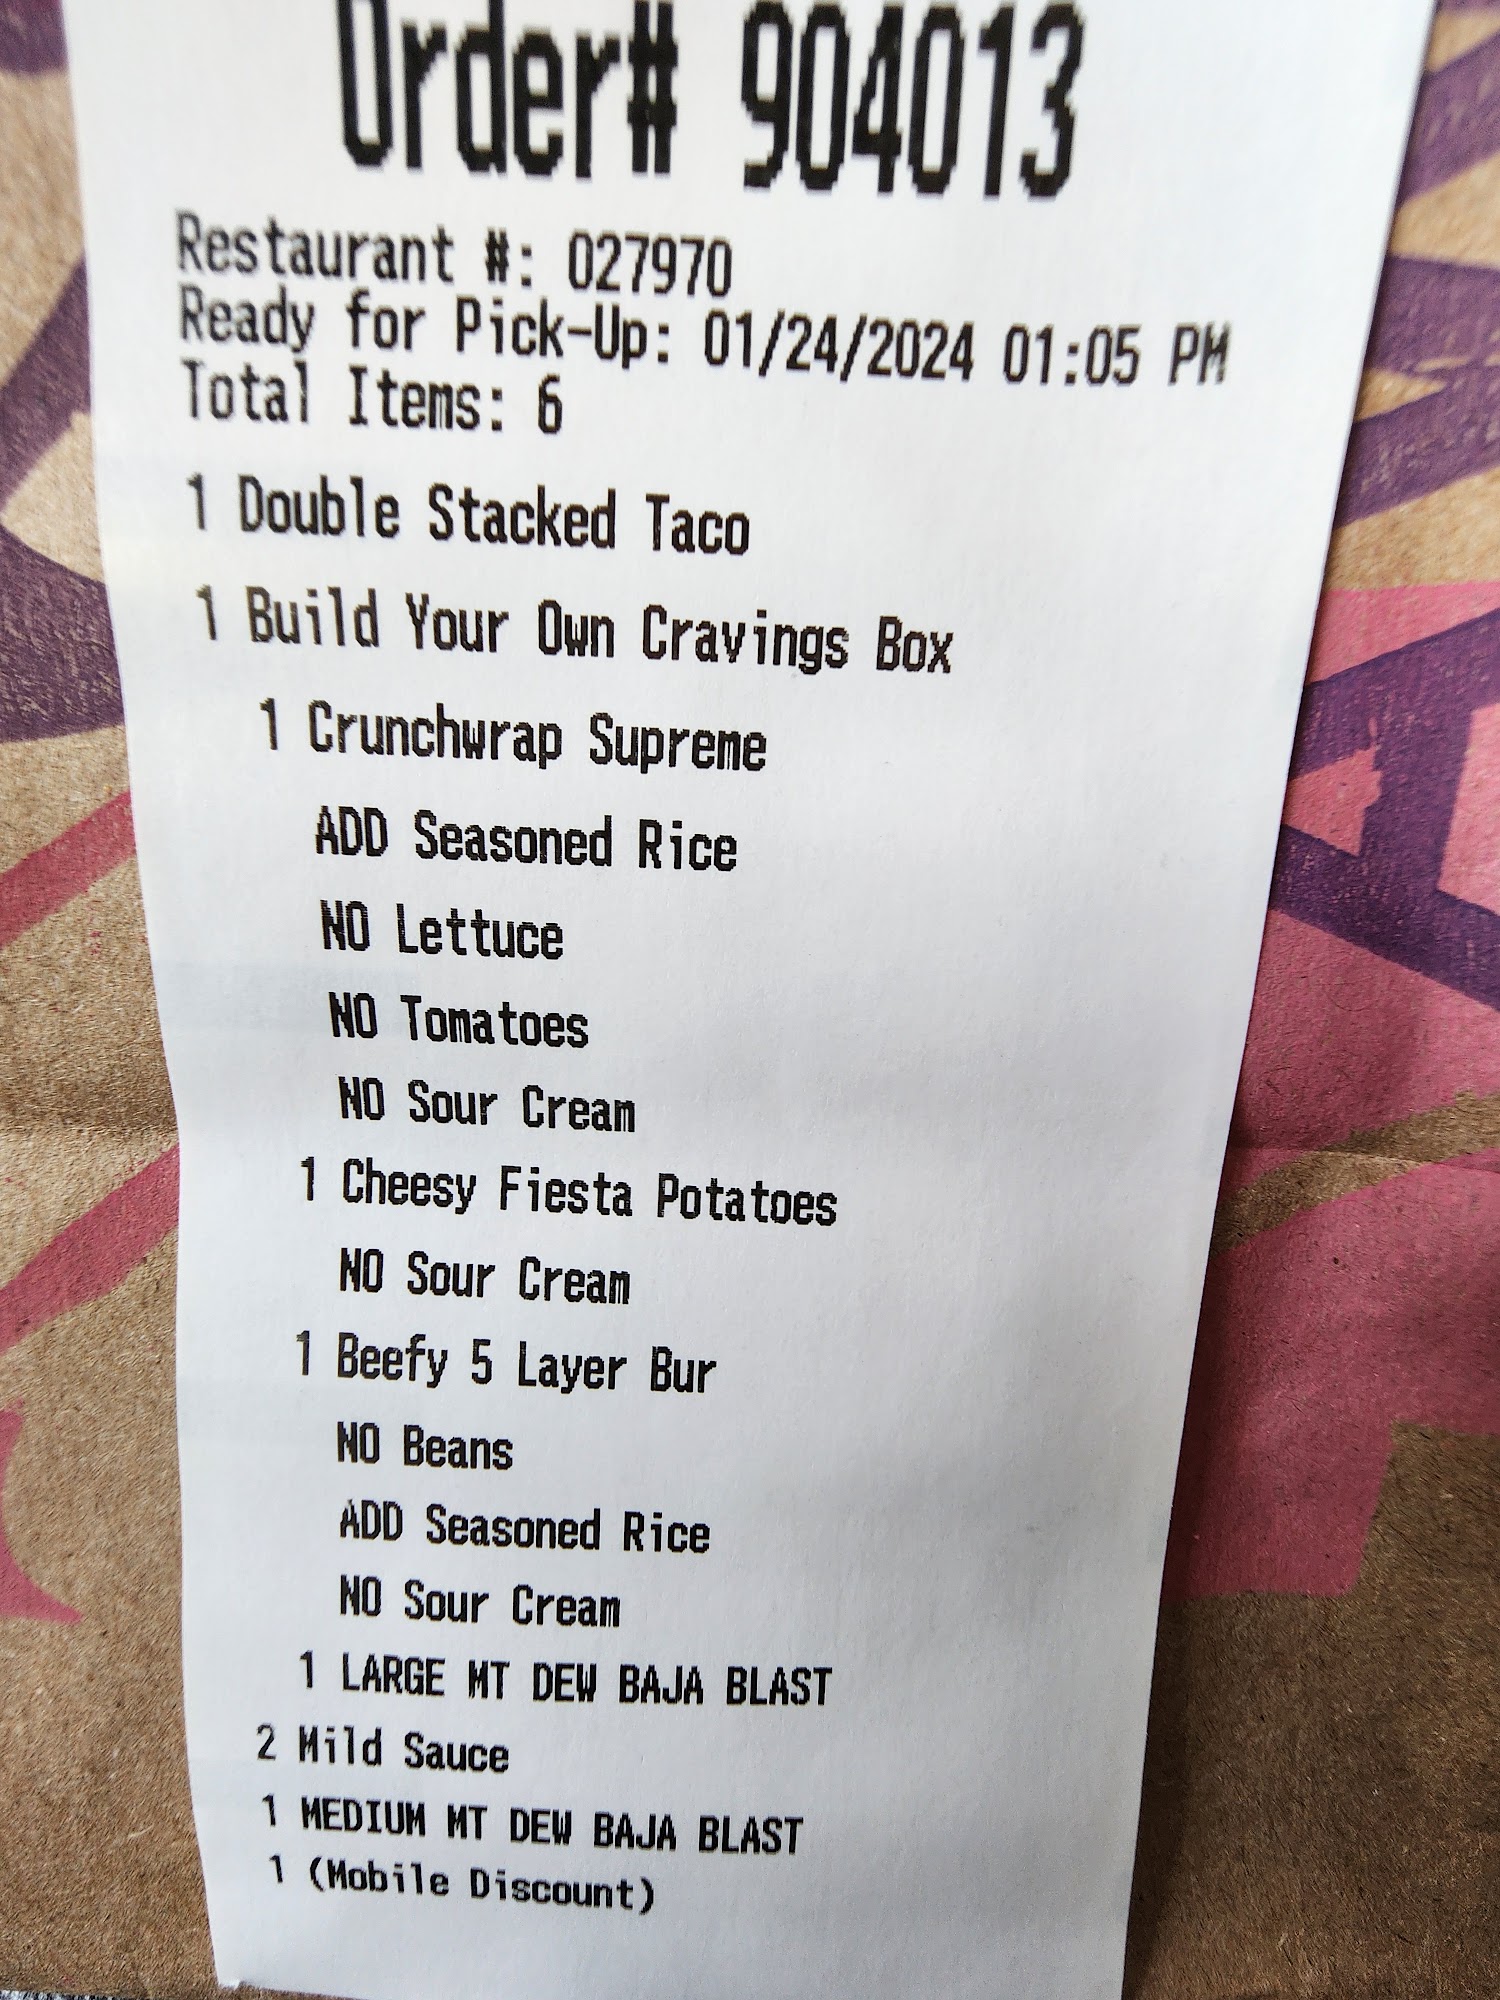 Order# 904013
Restaurant #: 027970
Ready for Pick-Up: 01/24/2024 01:05 PM
Total Items: 6
1 Double Stacked Taco
1 Build Your Own Cravings Box
1 Crunchwrap Supreme
ADD Seasoned Rice
NO Lettuce
NO Tomatoes
NO Sour Cream
1 Cheesy Fiesta Potatoes
NO Sour Cream
1 Beefy 5 Layer Bur
NO Beans
ADD Seasoned Rice
NO Sour Cream
1 LARGE MT DEW BAJA BLAST
2 Mild Sauce
1 MEDIUM MT DEW BAJA BLAST
1 (Mobile Discount)